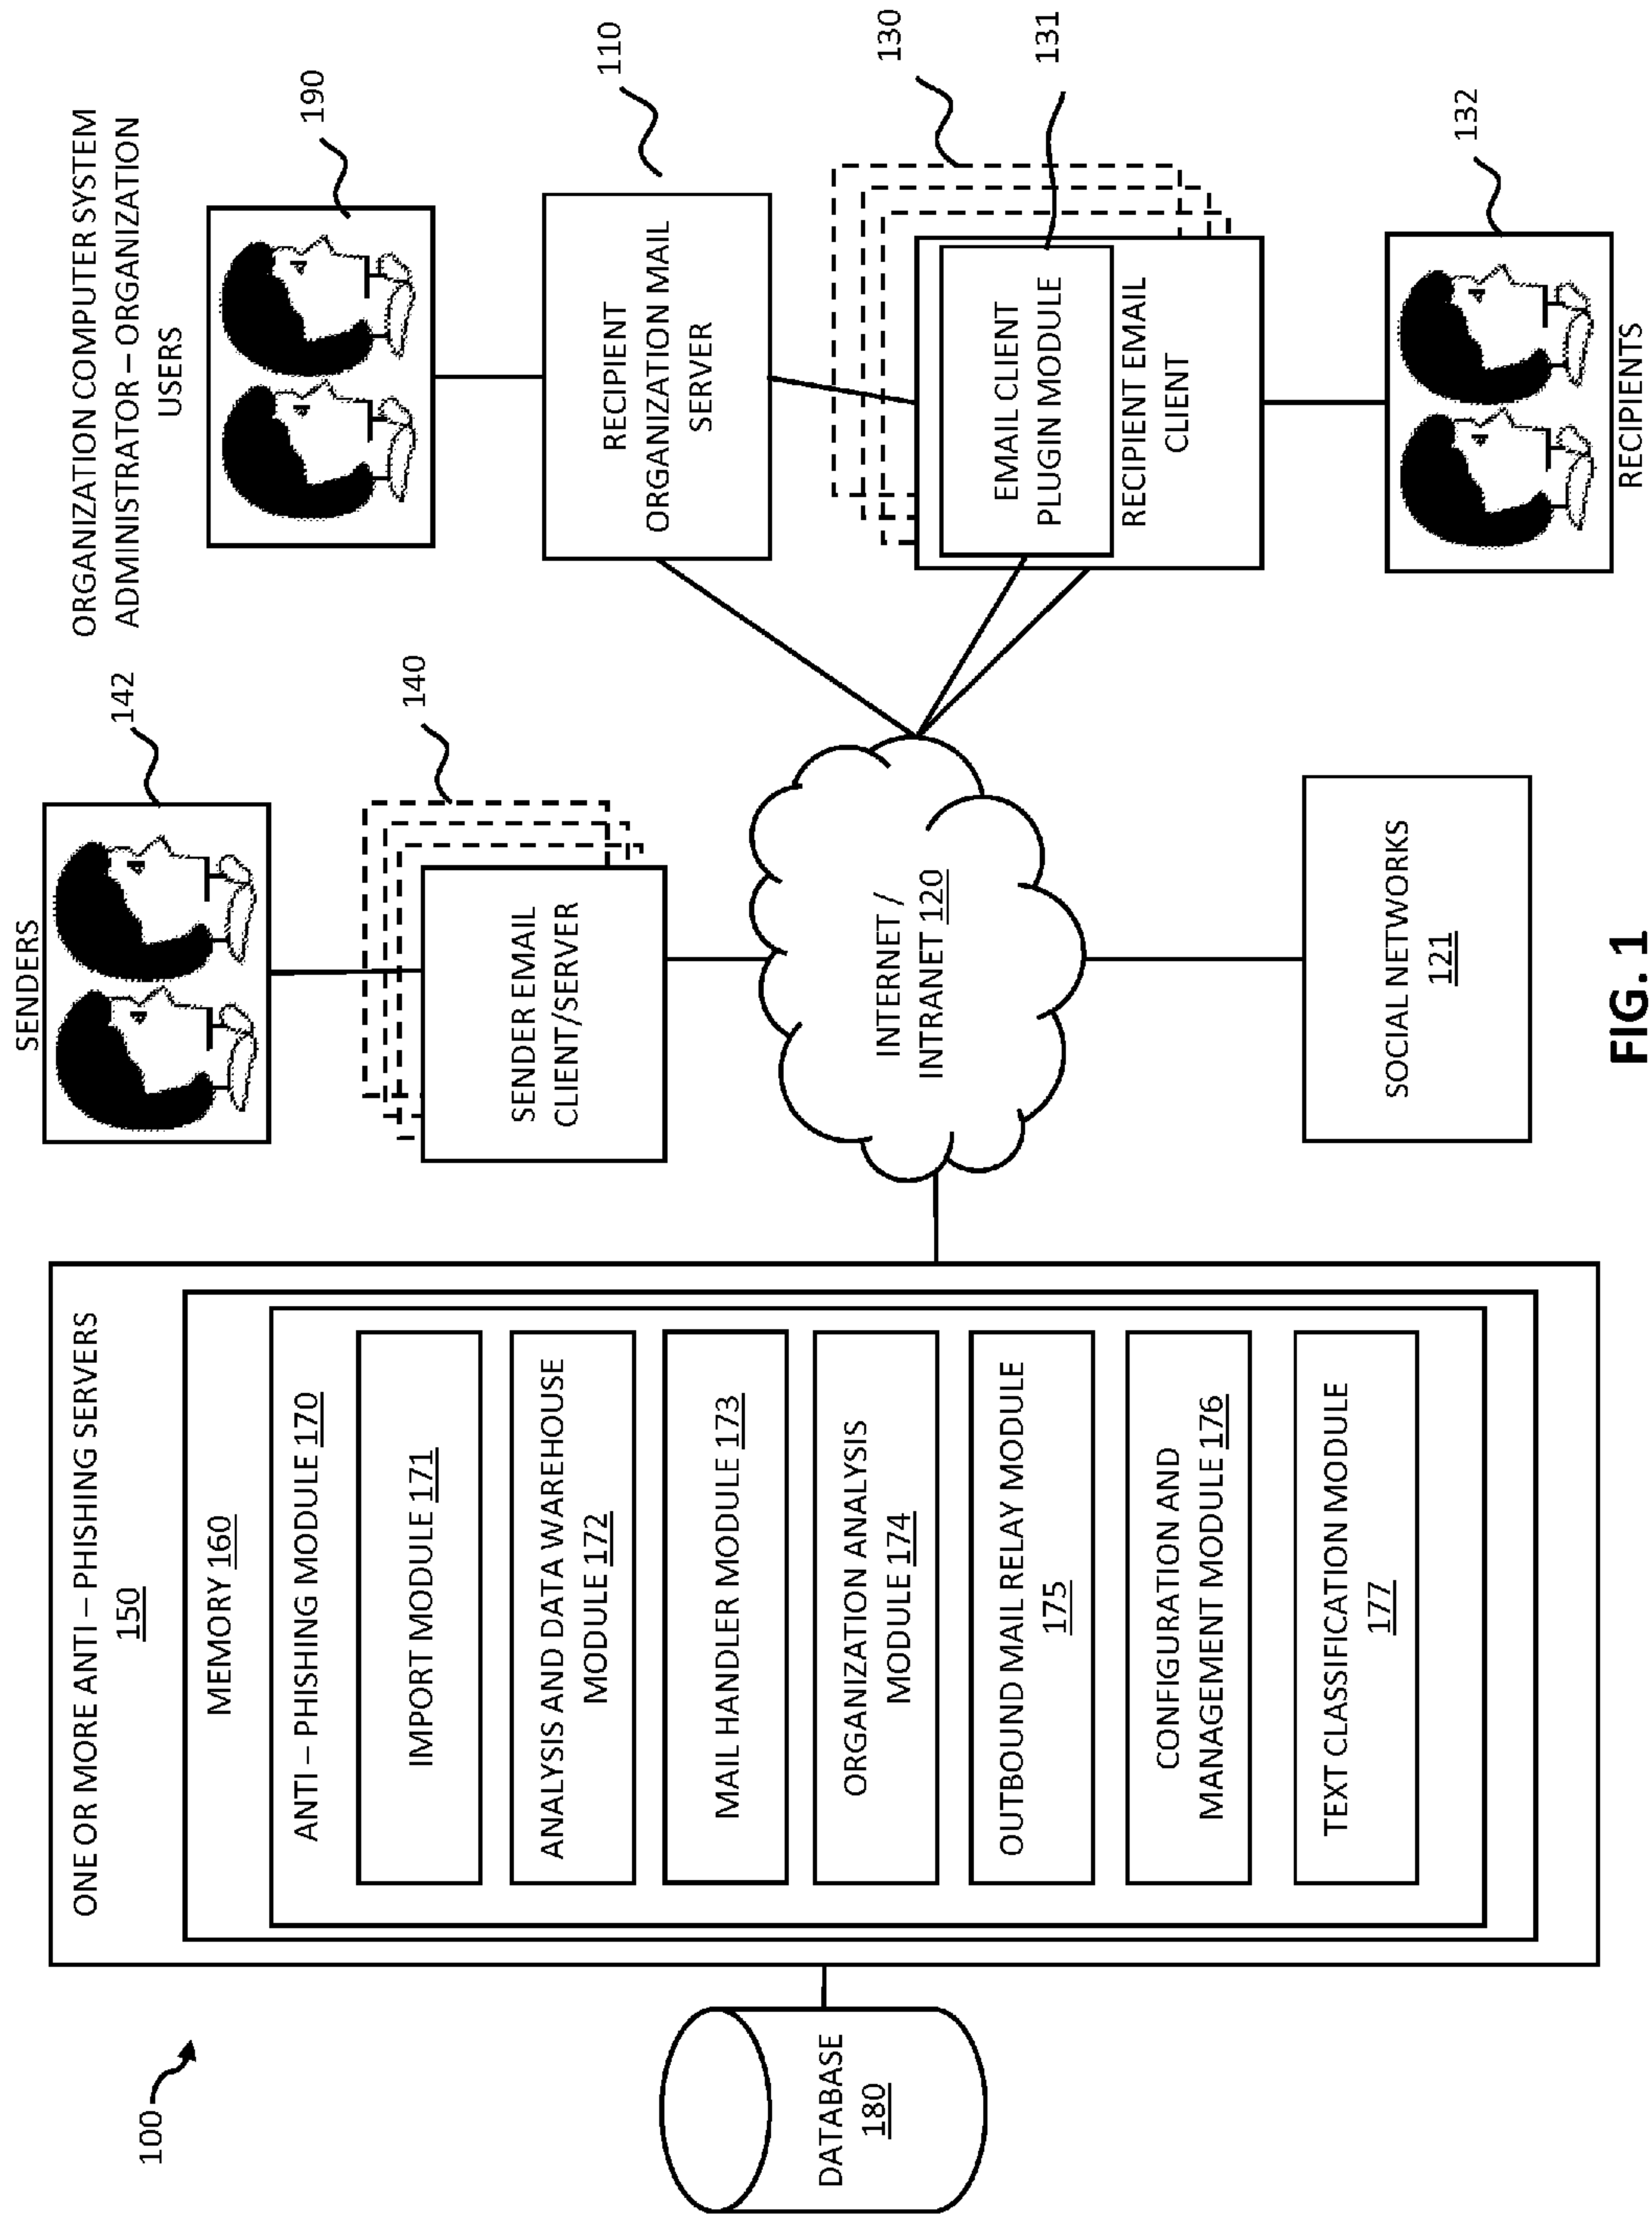 100
DATABASE
180
ONE OR MORE ANTI – PHISHING SERVERS
150
MEMORY 160
ANTI – PHISHING MODULE 170
IMPORT MODULE 171
ANALYSIS AND DATA WAREHOUSE
MODULE 172
MAIL HANDLER MODULE 173
ORGANIZATION ANALYSIS
MODULE 174
OUTBOUND MAIL RELAY MODULE
175
CONFIGURATION AND
MANAGEMENT MODULE 176
TEXT CLASSIFICATION MODULE
177
SENDERS
142
140
SENDER EMAIL
CLIENT/SERVER
INTERNET /
INTRANET 120
SOCIAL NETWORKS
121
ORGANIZATION COMPUTER SYSTEM
ADMINISTRATOR – ORGANIZATION
USERS
190
RECIPIENT
ORGANIZATION MAIL
SERVER
110
130
131
EMAIL CLIENT
PLUGIN MODULE
RECIPIENT EMAIL
CLIENT
132
RECIPIENTS
FIG. 1